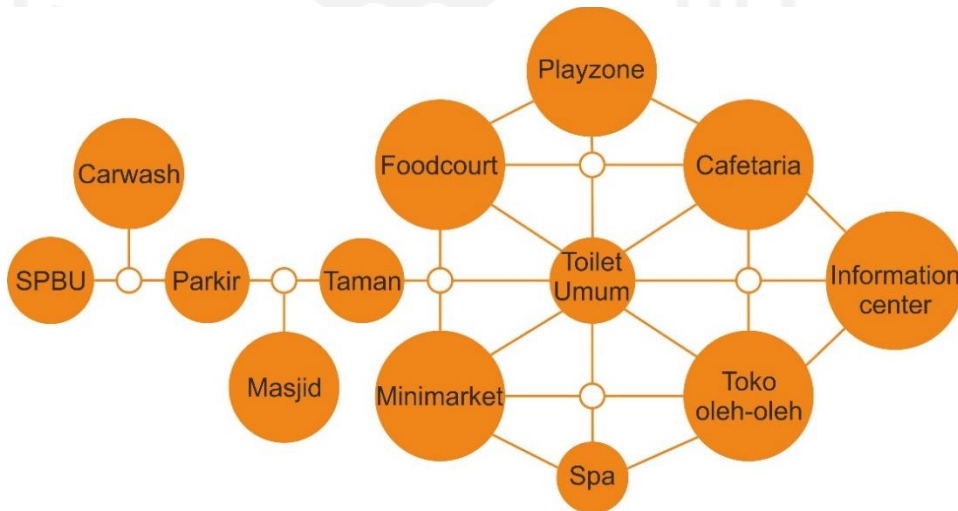 Playzone
Foodcourt
Cafetaria
Carwash
SPBU
Parkir
Taman
Toilet
Umum
Information
center
Masjid
Minimarket
Toko
oleh-oleh
Spa